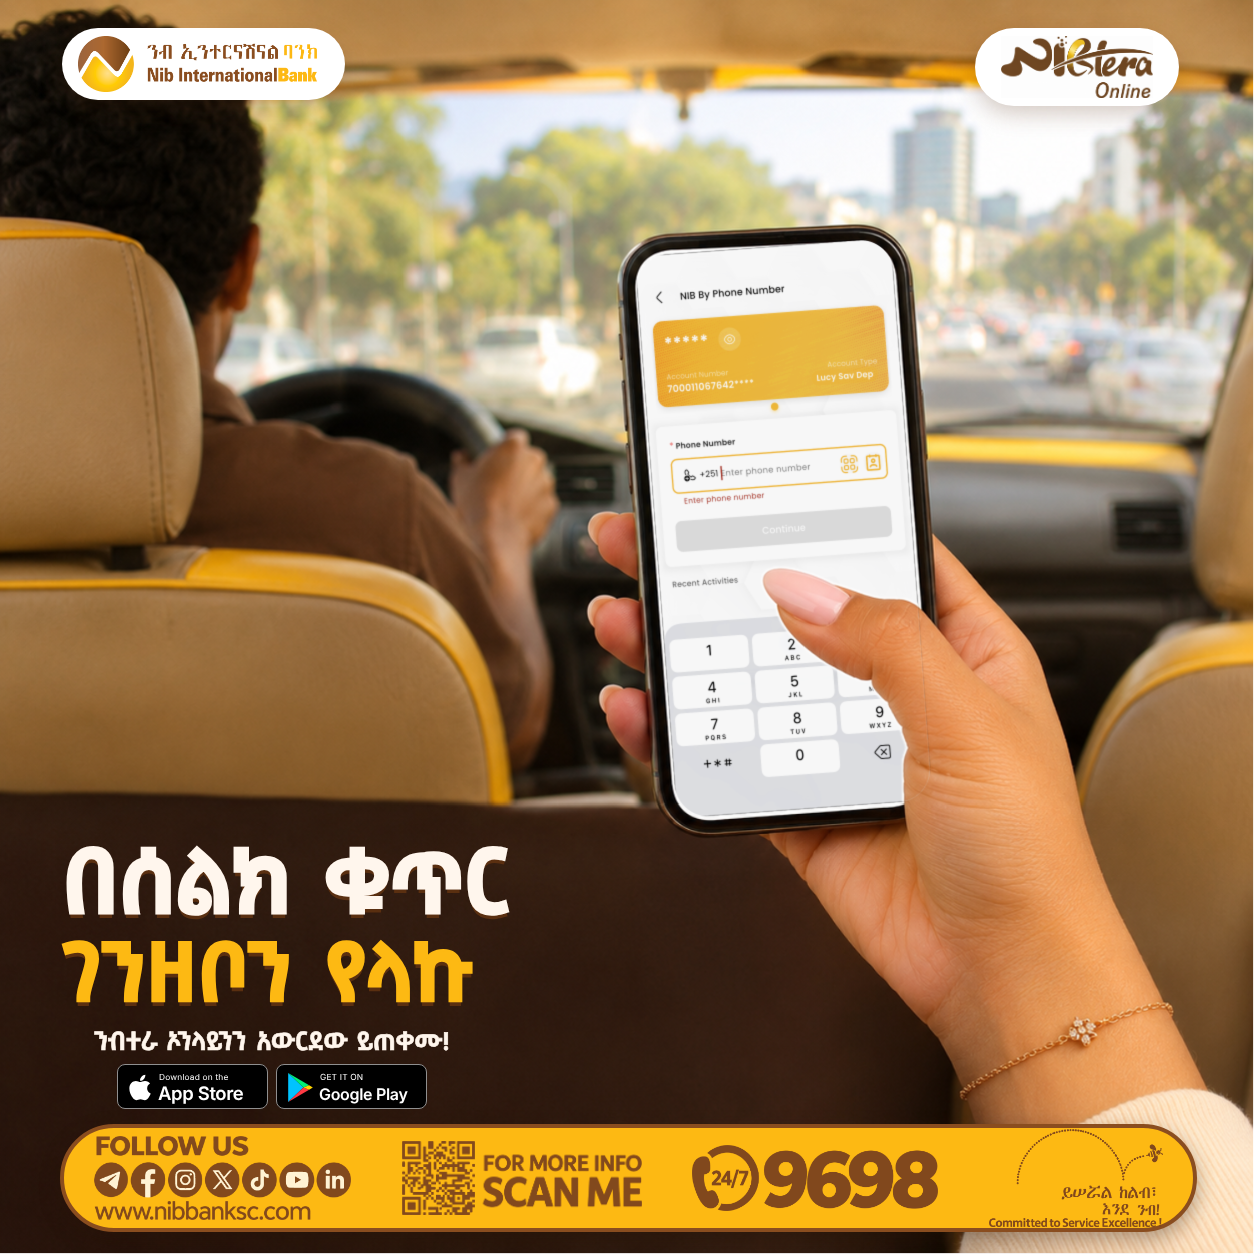 ንብ ኢንተርናሽናል ባንክ
Nib InternationalBank
NIBtera
Online
NIB By Phone Number
*****
Account Number
Account Type
700011067642****
Lucy Sav Dep
* Phone Number
+251 Enter phone number
Enter phone number
Continue
Recent Activities
1
2
ABC
4
GHI
5
JKL
7
PQRS
8
TUV
9
WXYZ
+*#
0
በሰልክ ቁጥር
ገንዘቦን የላኩ
ንብተራ ኦንላይንን አውርደው ይጠቀሙ!
Download on the
App Store
GET IT ON
Google Play
FOLLOW US
www.nibbanksc.com
FOR MORE INFO
SCAN ME
24/7
9698
ይሠሯል ከልብ፣
እንደ ንብ!
Committed to Service Excellence !